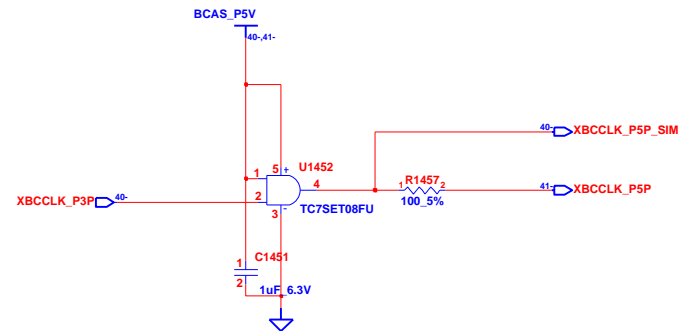 BCAS_P5V
40-,41-
40-
XBCCLK_P5P_SIM
5
+
U1452
1
4
1
R1457
2
41-
XBCCLK_P5P
XBCCLK_P3P
40-
2
100_5%
3
-
TC7SET08FU
C1451
1
2
1uF_6.3V